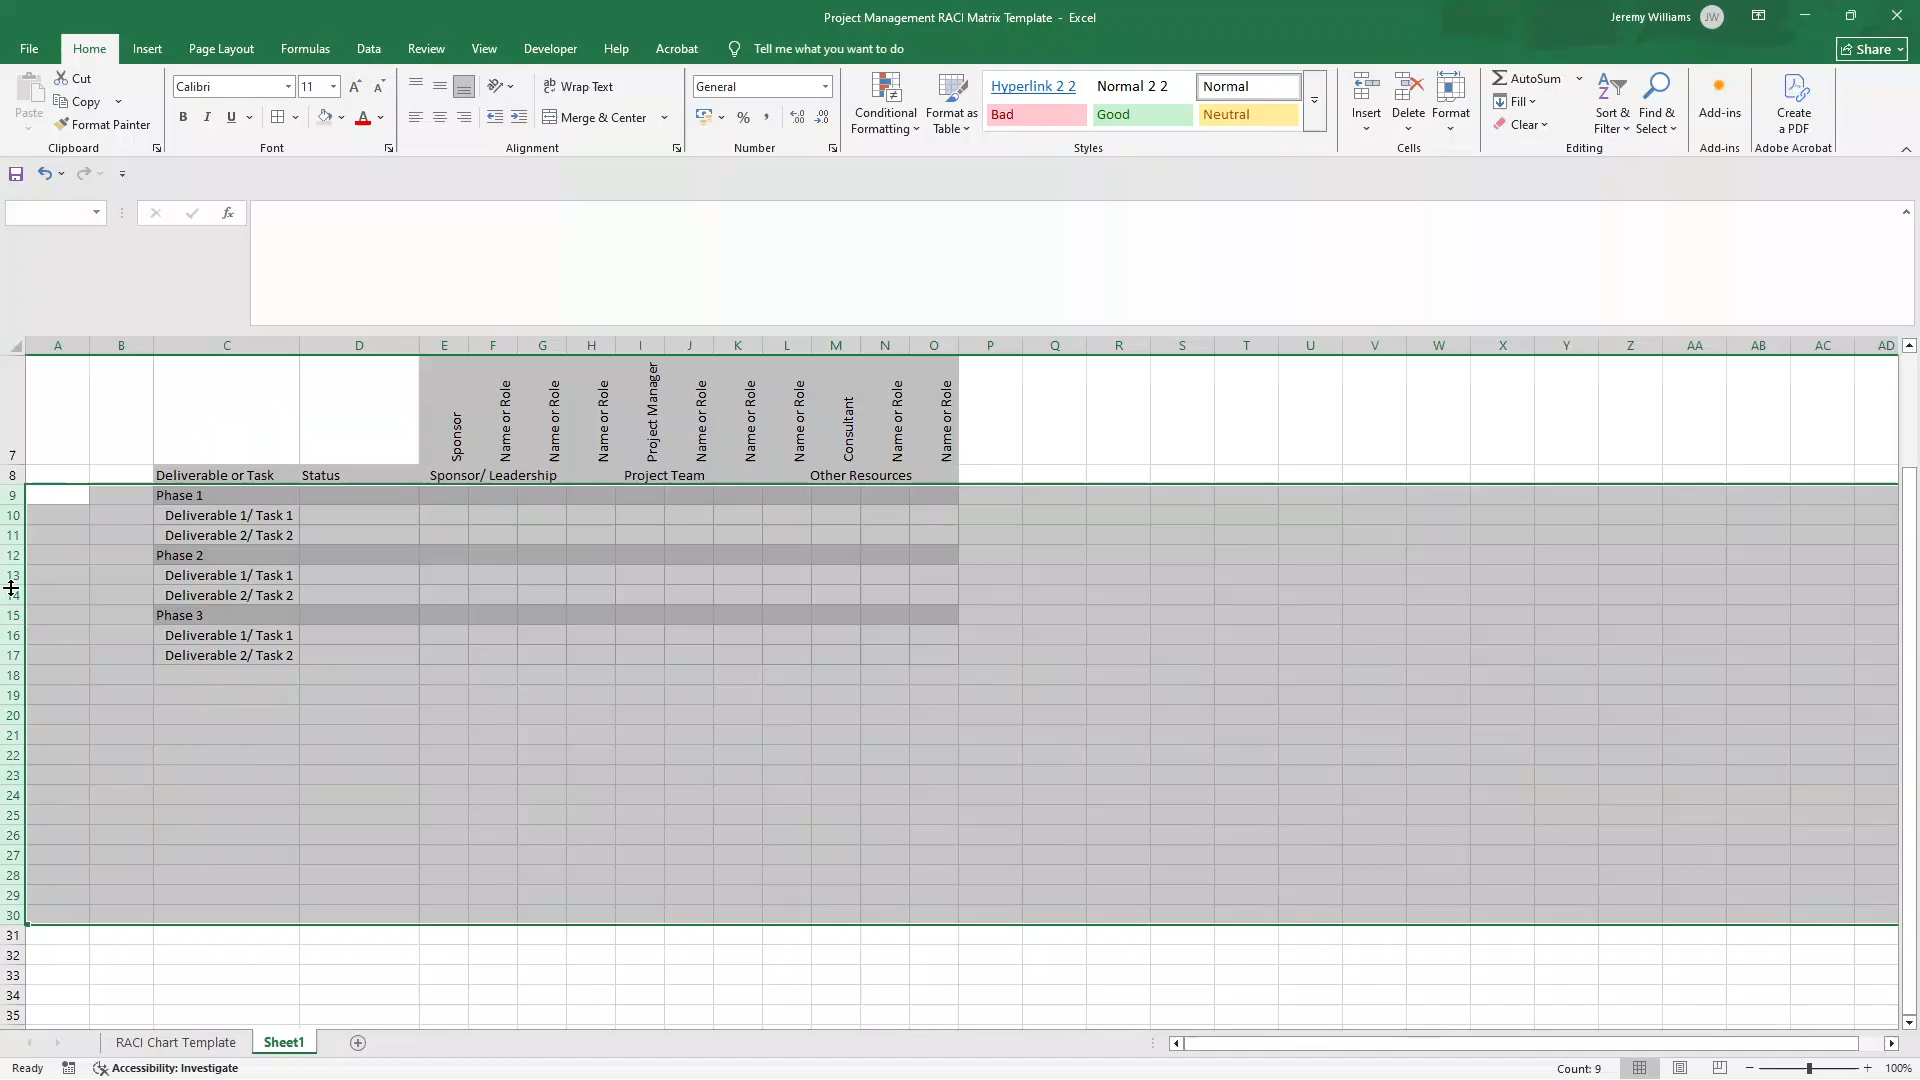 Project Management RACI Matrix Template - Excel
Jeremy Williams JW
File Home Insert Page Layout Formulas Data Review View Developer Help Acrobat Tell me what you want to do Share
Paste
Cut
Copy
Format Painter
Clipboard
Calibri 11
B I U
Font
Wrap Text
Merge & Center
Alignment
General
Number
Conditional Formatting
Format as Table
Hyperlink 2 2 Normal 2 2 Normal
Bad Good Neutral
Styles
Insert Delete Format
Cells
AutoSum
Fill
Clear
Sort & Filter
Find & Select
Editing
Add-ins
Add-ins
Create a PDF
Adobe Acrobat
fx
A B C D E F G H I J K L M N O P Q R S T U V W X Y Z AA AB AC AD
7 Sponsor Name or Role Name or Role Name or Role Project Manager Name or Role Name or Role Name or Role Consultant Name or Role Name or Role
8 Deliverable or Task Status Sponsor/ Leadership Project Team Other Resources
9 Phase 1
10 Deliverable 1/ Task 1
11 Deliverable 2/ Task 2
12 Phase 2
13 Deliverable 1/ Task 1
14 Deliverable 2/ Task 2
15 Phase 3
16 Deliverable 1/ Task 1
17 Deliverable 2/ Task 2
18
19
20
21
22
23
24
25
26
27
28
29
30
31
32
33
34
35
RACI Chart Template Sheet1
Ready Accessibility: Investigate Count: 9 100%